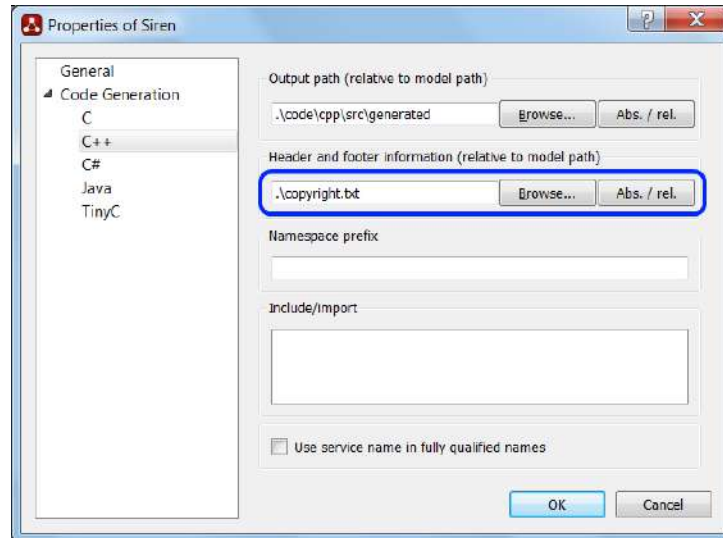 Properties of Siren
General
Code Generation
C
C++
C#
Java
TinyC
Output path (relative to model path)
.\code\cpp\src\generated
Browse...
Abs. / rel.
Header and footer information (relative to model path)
.\copyright.txt
Browse...
Abs. / rel.
Namespace prefix
Include/import
Use service name in fully qualified names
OK
Cancel